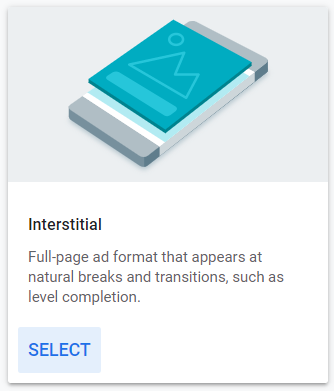 Interstitial
Full-page ad format that appears at
natural breaks and transitions, such as
level completion.
SELECT